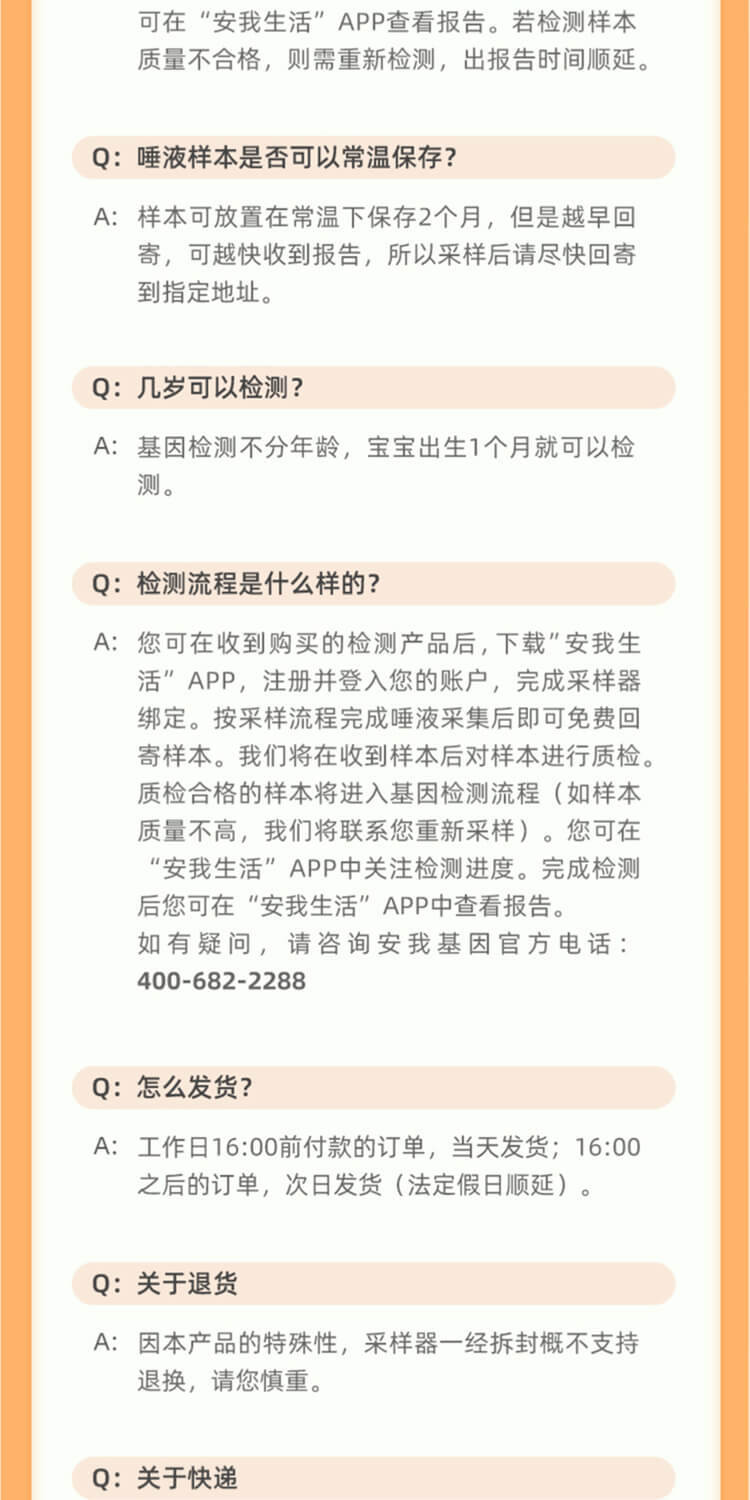 可在“安我生活”APP查看报告。若检测样本
质量不合格，则需重新检测，出报告时间顺延。
Q：唾液样本是否可以常温保存？
A：样本可放置在常温下保存2个月，但是越早回
寄，可越快收到报告，所以采样后请尽快回寄
到指定地址。
Q：几岁可以检测？
A：基因检测不分年龄，宝宝出生1个月就可以检
测。
Q：检测流程是什么样的？
A：您可在收到购买的检测产品后，下载”安我生
活”APP，注册并登入您的账户，完成采样器
绑定。按采样流程完成唾液采集后即可免费回
寄样本。我们将在收到样本后对样本进行质检。
质检合格的样本将进入基因检测流程（如样本
质量不高，我们将联系您重新采样）。您可在
“安我生活”APP中关注检测进度。完成检测
后您可在“安我生活”APP中查看报告。
如有疑问，请咨询安我基因官方电话：
400-682-2288
Q：怎么发货？
A：工作日16:00前付款的订单，当天发货；16:00
之后的订单，次日发货（法定假日顺延）。
Q：关于退货
A：因本产品的特殊性，采样器一经拆封概不支持
退换，请您慎重。
Q：关于快递